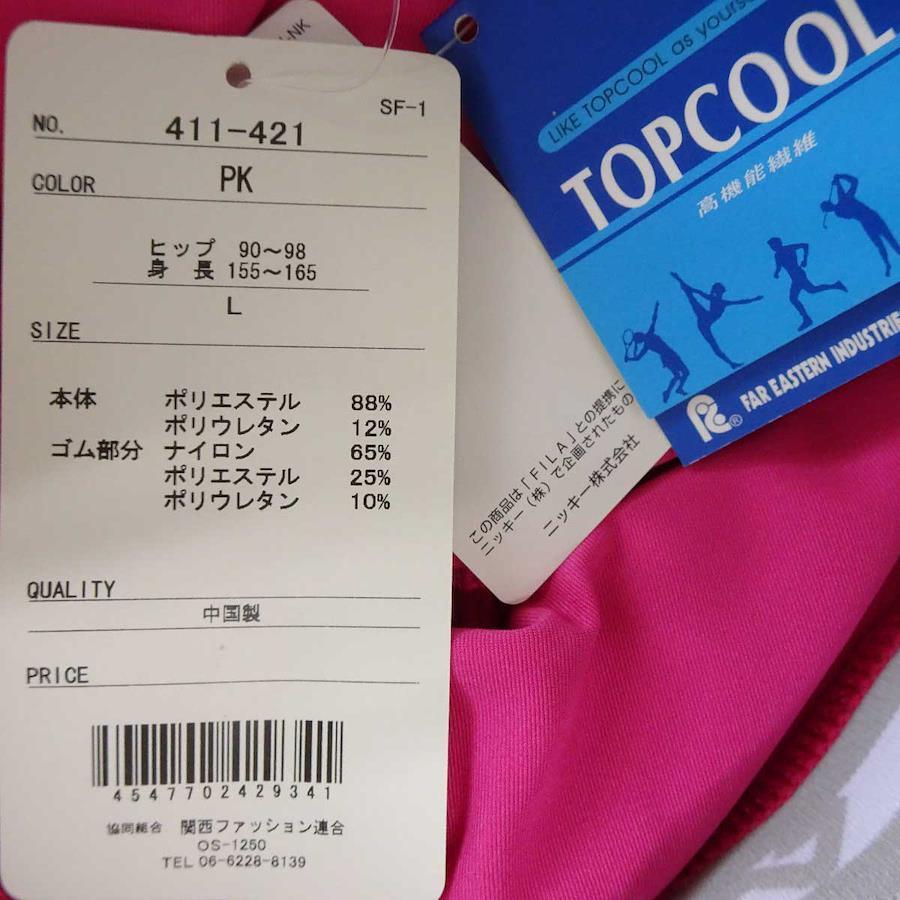 SF-1
NO. 411-421
COLOR PK
ヒップ 90~98
身 長 155~165
L
SIZE
本体 ポリエステル 88%
ポリウレタン 12%
ゴム部分 ナイロン 65%
ポリエステル 25%
ポリウレタン 10%
QUALITY
中国製
PRICE
4547702429341
協同組合 関西ファッション連合
OS-1250
TEL 06-6228-8139
-NK
この商品は「FILA」との提携に
ニッキー(株)で企画されたもの
ニッキー株式会社
LIKE TOPCOOL as yourse
TOPCOOL
高機能繊維
® FAR EASTERN INDUSTRIE